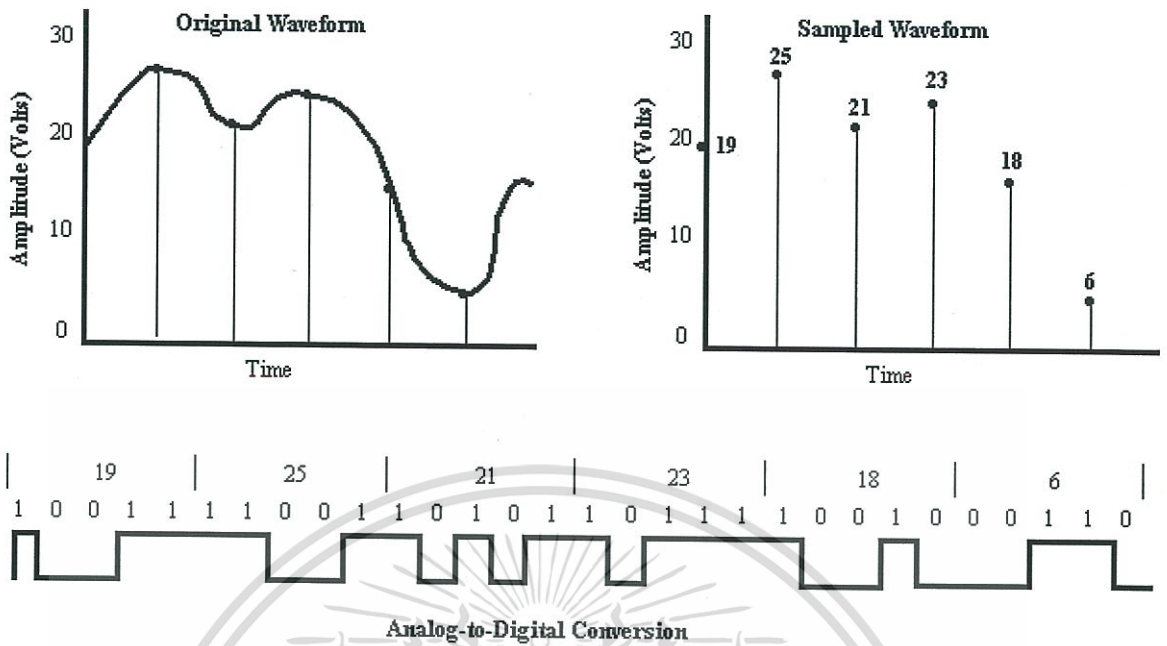 Original Waveform
30
20
10
0
Amplitude (Volts)
Time
Sampled Waveform
30
20
10
0
Amplitude (Volts)
19
25
21
23
18
6
Time
| 19 | 25 | 21 | 23 | 18 | 6 |
1 0 0 1 1 1 1 0 0 1 1 0 1 0 1 1 0 1 1 1 1 0 0 1 0 0 0 1 1 0
Analog-to-Digital Conversion